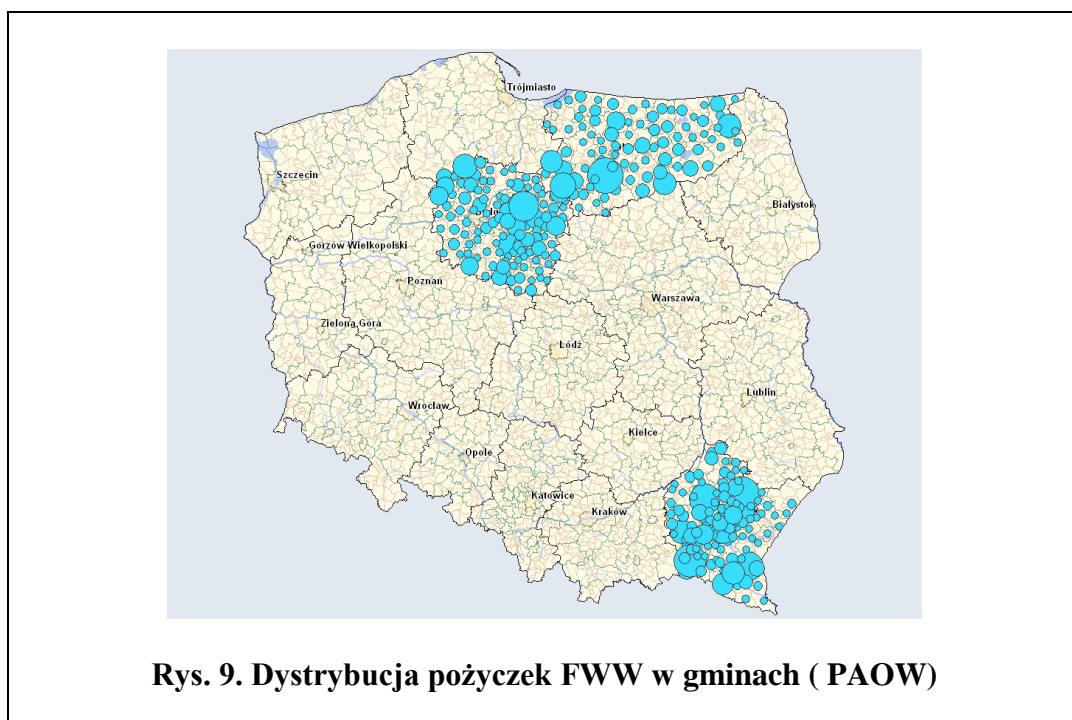 Trójmiasto
Szczecin
Białystok
Gorzów Wielkopolski
Poznań
Warszawa
Zielona Góra
Łódź
Lublin
Wrocław
Kielce
Opole
Katowice
Kraków
Rys. 9. Dystrybucja pożyczek FWW w gminach ( PAOW)